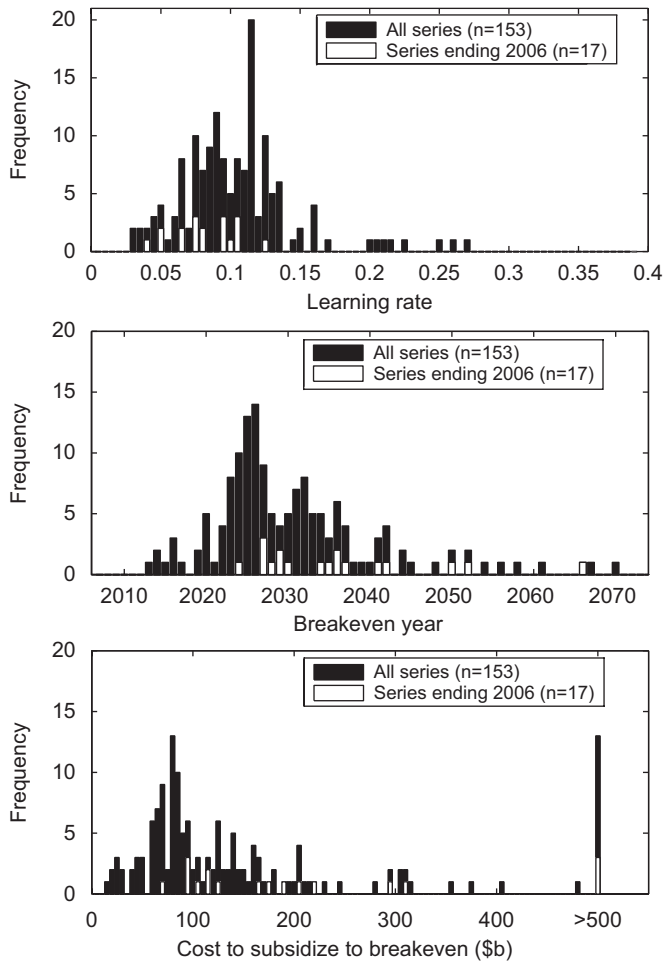 20
15
10
5
0
Frequency
All series (n=153)
Series ending 2006 (n=17)
0 0.05 0.1 0.15 0.2 0.25 0.3 0.35 0.4
Learning rate
20
15
10
5
0
Frequency
All series (n=153)
Series ending 2006 (n=17)
2010 2020 2030 2040 2050 2060 2070
Breakeven year
20
15
10
5
0
Frequency
All series (n=153)
Series ending 2006 (n=17)
0 100 200 300 400 >500
Cost to subsidize to breakeven ($b)